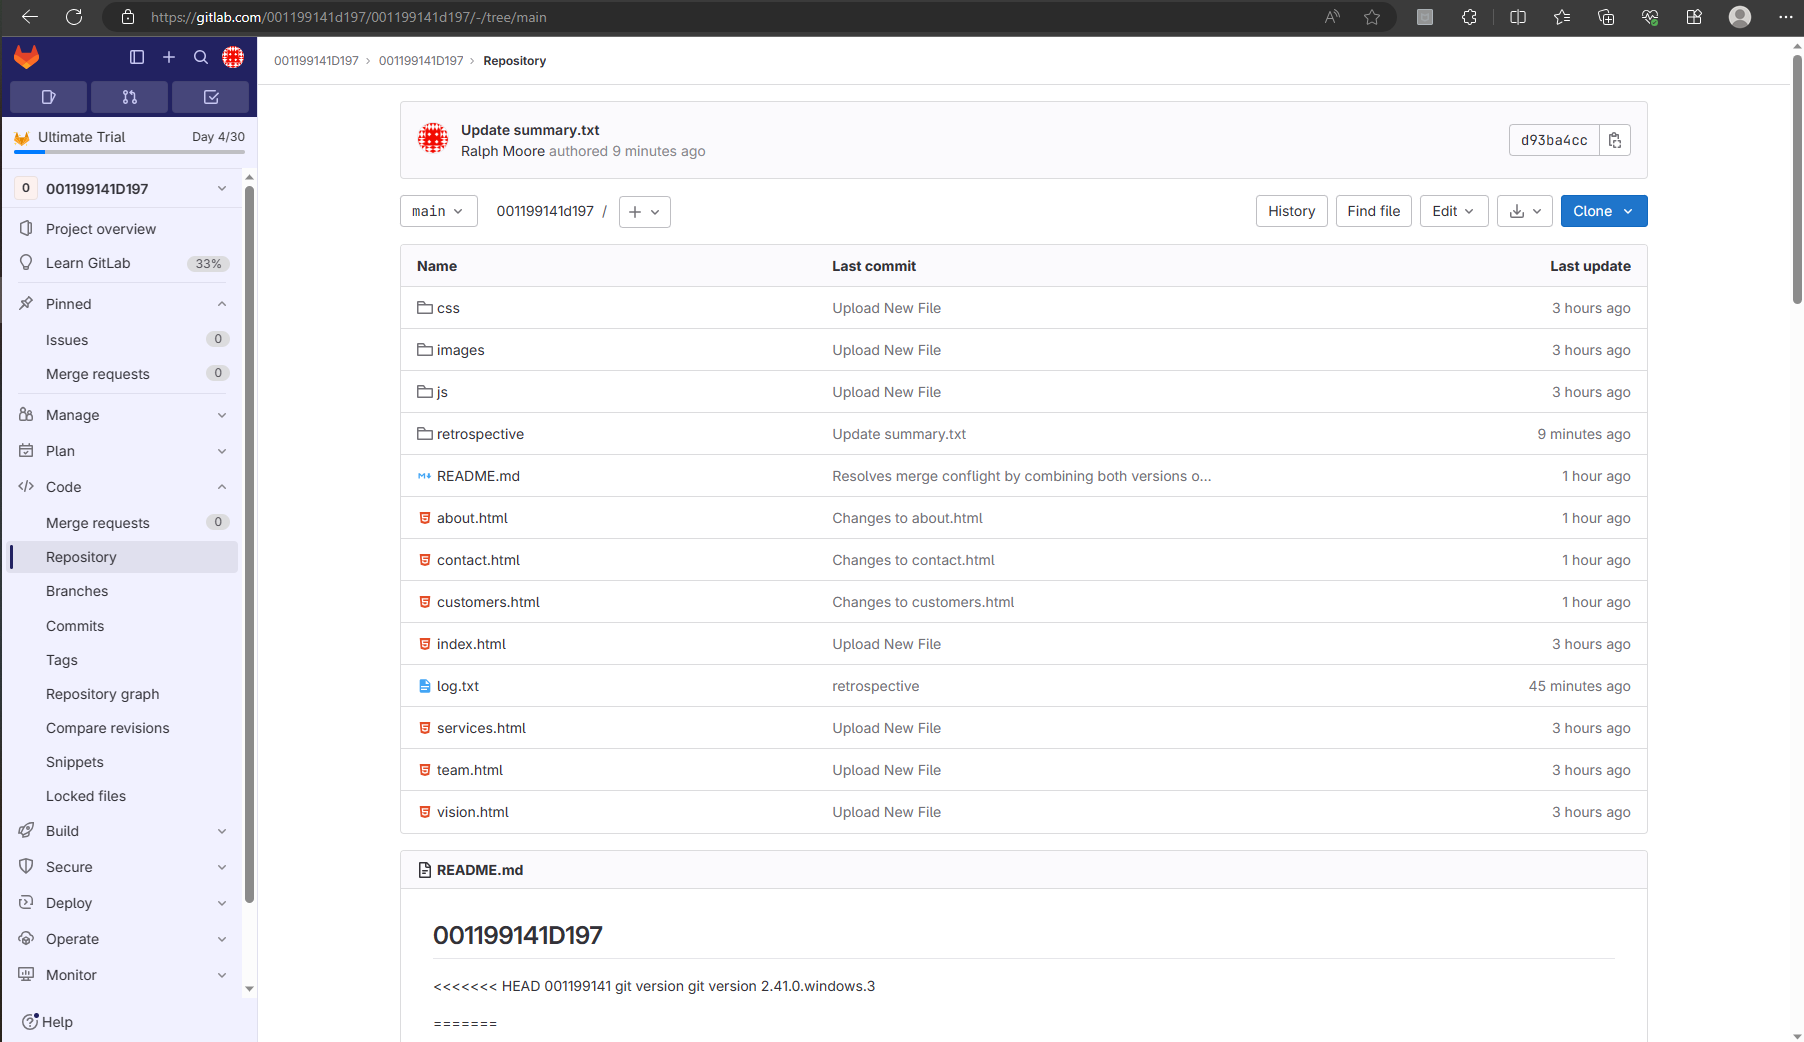 https://gitlab.com/001199141d197/001199141d197/-/tree/main
Ultimate Trial Day 4/30
0 001199141D197
Project overview
Learn GitLab 33%
Pinned
Issues 0
Merge requests 0
Manage
Plan
Code
Merge requests 0
Repository
Branches
Commits
Tags
Repository graph
Compare revisions
Snippets
Locked files
Build
Secure
Deploy
Operate
Monitor
Help
001199141D197 › 001199141D197 › Repository
Update summary.txt
Ralph Moore authored 9 minutes ago
d93ba4cc
main 001199141d197 / + History Find file Edit Clone
Name Last commit Last update
css Upload New File 3 hours ago
images Upload New File 3 hours ago
js Upload New File 3 hours ago
retrospective Update summary.txt 9 minutes ago
README.md Resolves merge conflight by combining both versions o... 1 hour ago
about.html Changes to about.html 1 hour ago
contact.html Changes to contact.html 1 hour ago
customers.html Changes to customers.html 1 hour ago
index.html Upload New File 3 hours ago
log.txt retrospective 45 minutes ago
services.html Upload New File 3 hours ago
team.html Upload New File 3 hours ago
vision.html Upload New File 3 hours ago
README.md
001199141D197
<<<<<<< HEAD 001199141 git version git version 2.41.0.windows.3
=======